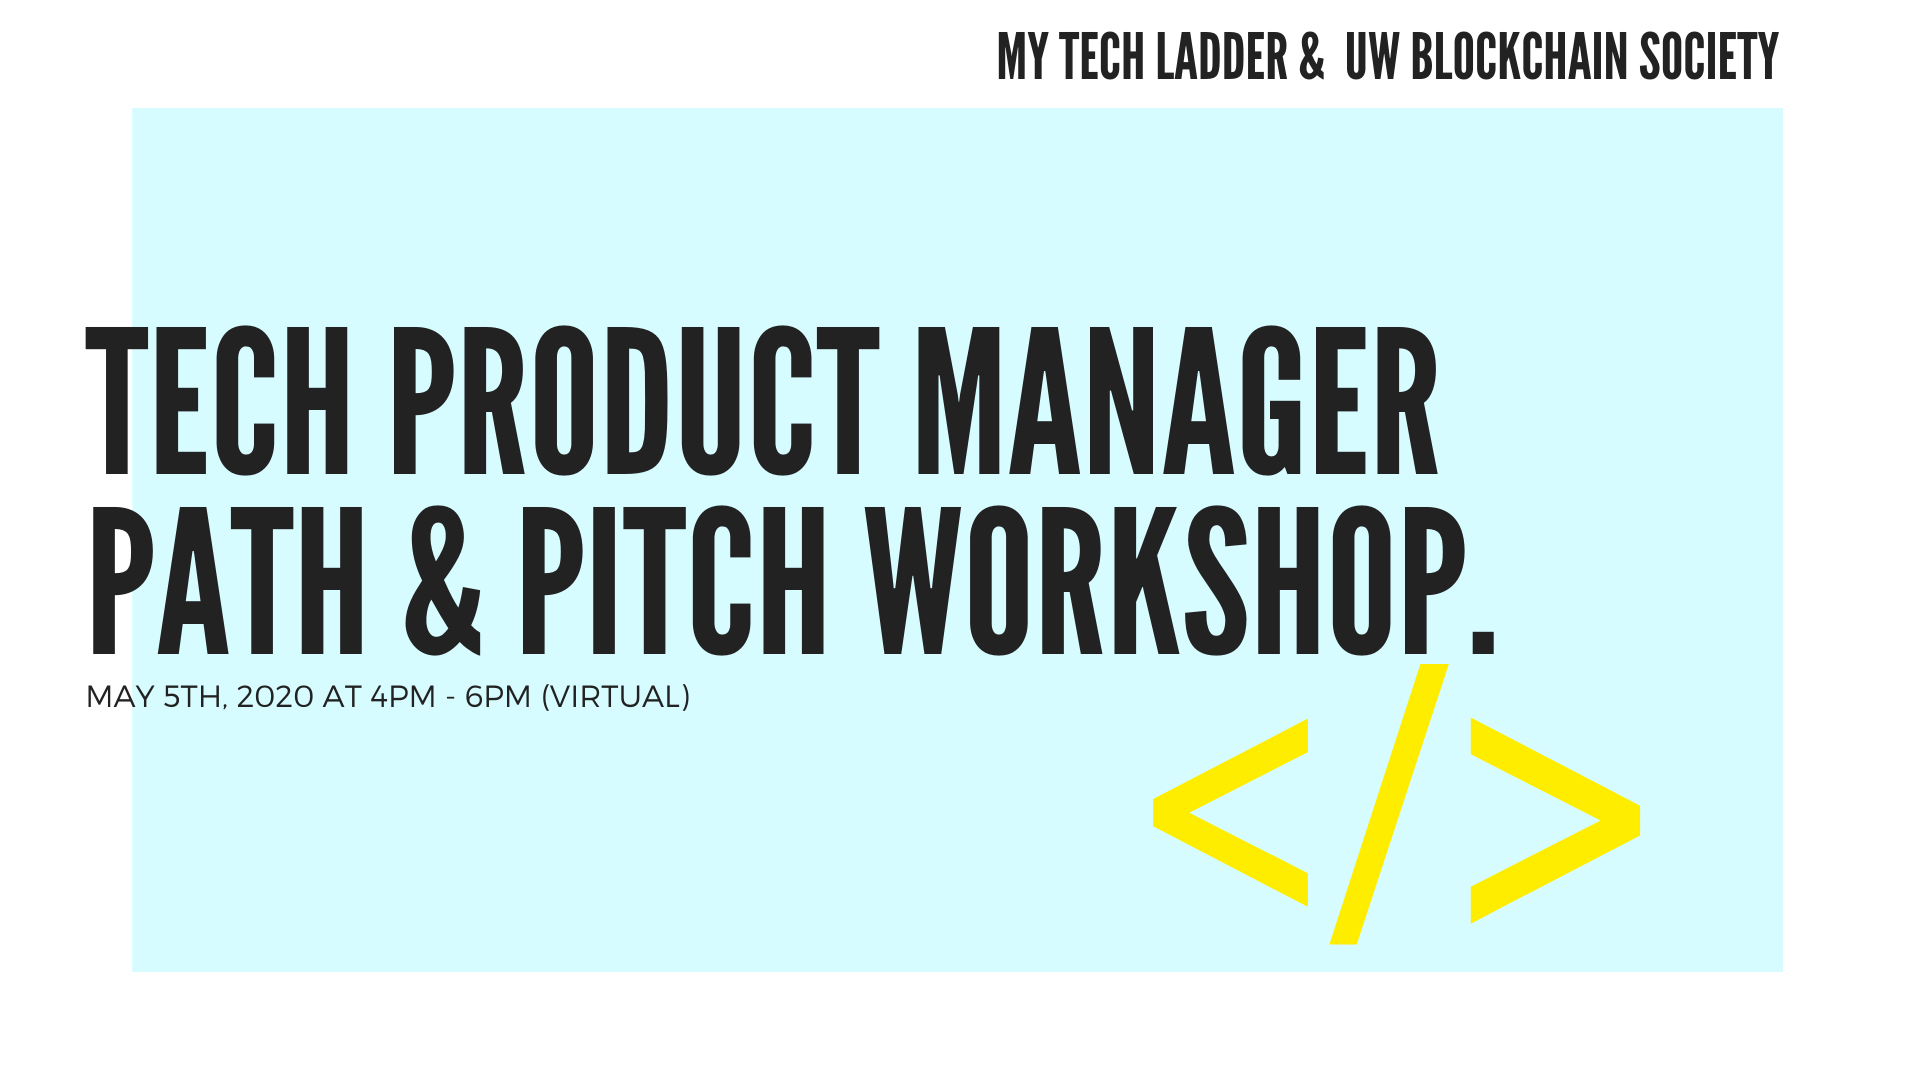 MY TECH LADDER & UW BLOCKCHAIN SOCIETY
TECH PRODUCT MANAGER
PATH & PITCH WORKSHOP.
MAY 5TH, 2020 AT 4PM - 6PM (VIRTUAL)
</>